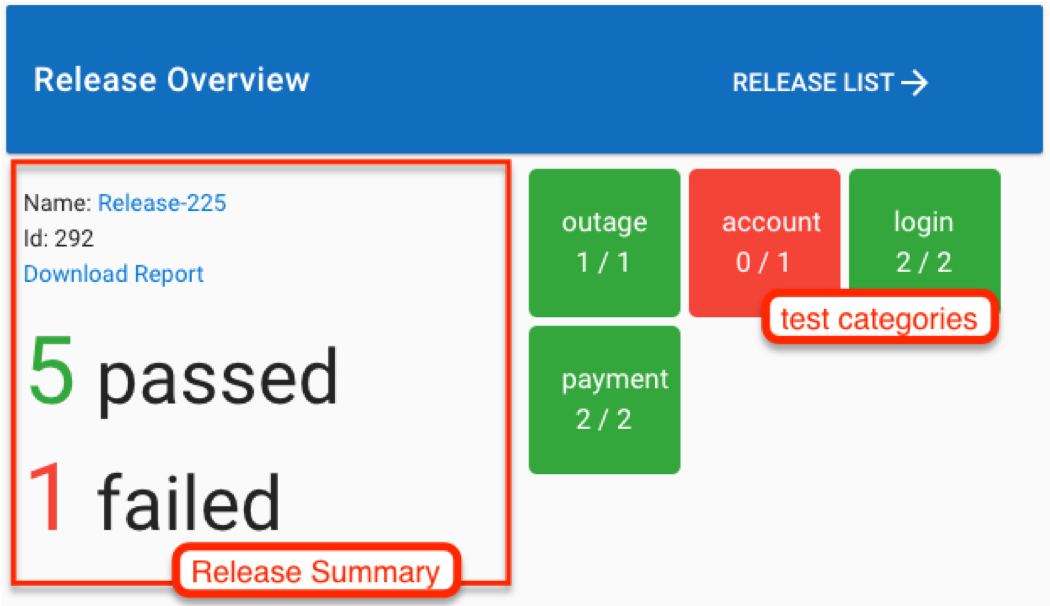 Release Overview
RELEASE LIST
Name: Release-225
Id: 292
Download Report
5 passed
1 failed
Release Summary
outage
1 / 1
account
0 / 1
login
2 / 2
test categories
payment
2 / 2